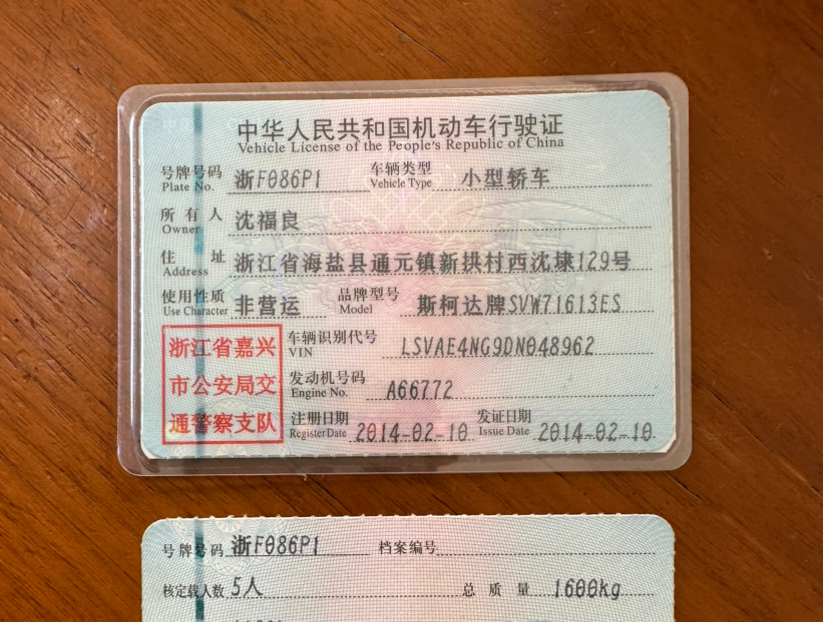 中华人民共和国机动车行驶证
Vehicle License of the People's Republic of China
号牌号码 浙F086P1 车辆类型 小型轿车
Plate No. Vehicle Type
所有人 沈福良
Owner
住址 浙江省海盐县通元镇新拱村西沈埭129号
Address
使用性质 非营运 品牌型号 斯柯达牌SVW71613ES
Use Character Model
浙江省嘉兴
市公安局交
通警察支队
车辆识别代号 LSVAE4NG9DN048962
VIN
发动机号码 A66772
Engine No.
注册日期 2014-02-10 发证日期 2014-02-10
Register Date Issue Date
号牌号码 浙F086P1 档案编号
核定载人数 5人 总质量 1600kg